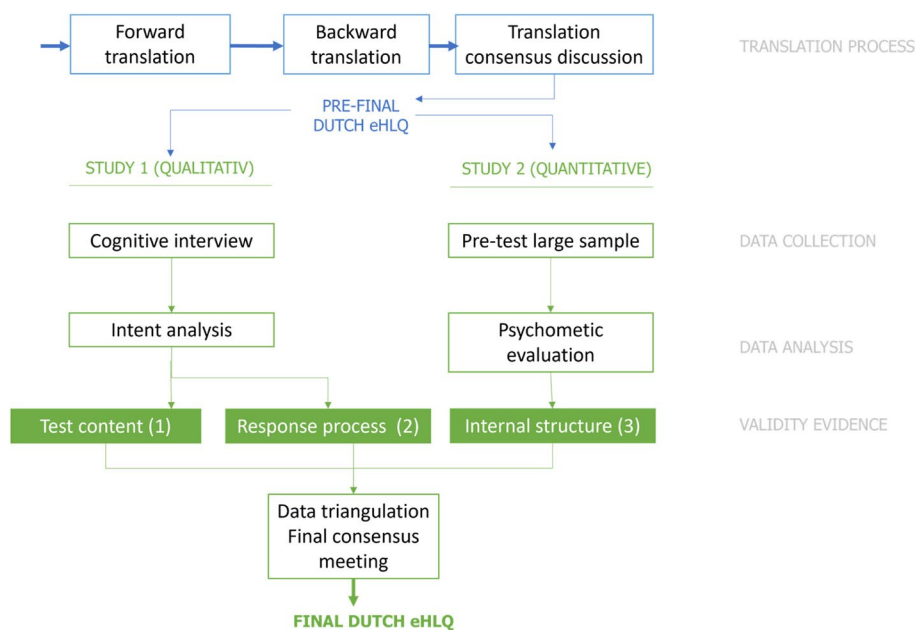 Forward
translation
Backward
translation
Translation
consensus discussion
TRANSLATION PROCESS
PRE-FINAL
DUTCH eHLQ
STUDY 1 (QUALITATIV)
STUDY 2 (QUANTITATIVE)
Cognitive interview
Pre-test large sample
DATA COLLECTION
Intent analysis
Psychometic
evaluation
DATA ANALYSIS
Test content (1)
Response process (2)
Internal structure (3)
VALIDITY EVIDENCE
Data triangulation
Final consensus
meeting
FINAL DUTCH eHLQ